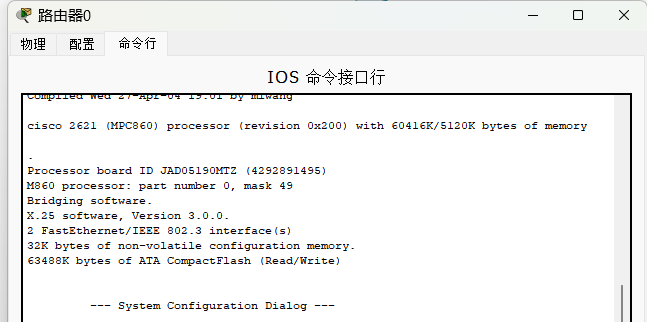 路由器0
物理 配置 命令行
IOS 命令接口行
Compiled Wed 27-Apr-04 19:01 by miwang
cisco 2621 (MPC860) processor (revision 0x200) with 60416K/5120K bytes of memory
.
Processor board ID JAD05190MTZ (4292891495)
M860 processor: part number 0, mask 49
Bridging software.
X.25 software, Version 3.0.0.
2 FastEthernet/IEEE 802.3 interface(s)
32K bytes of non-volatile configuration memory.
63488K bytes of ATA CompactFlash (Read/Write)
--- System Configuration Dialog ---